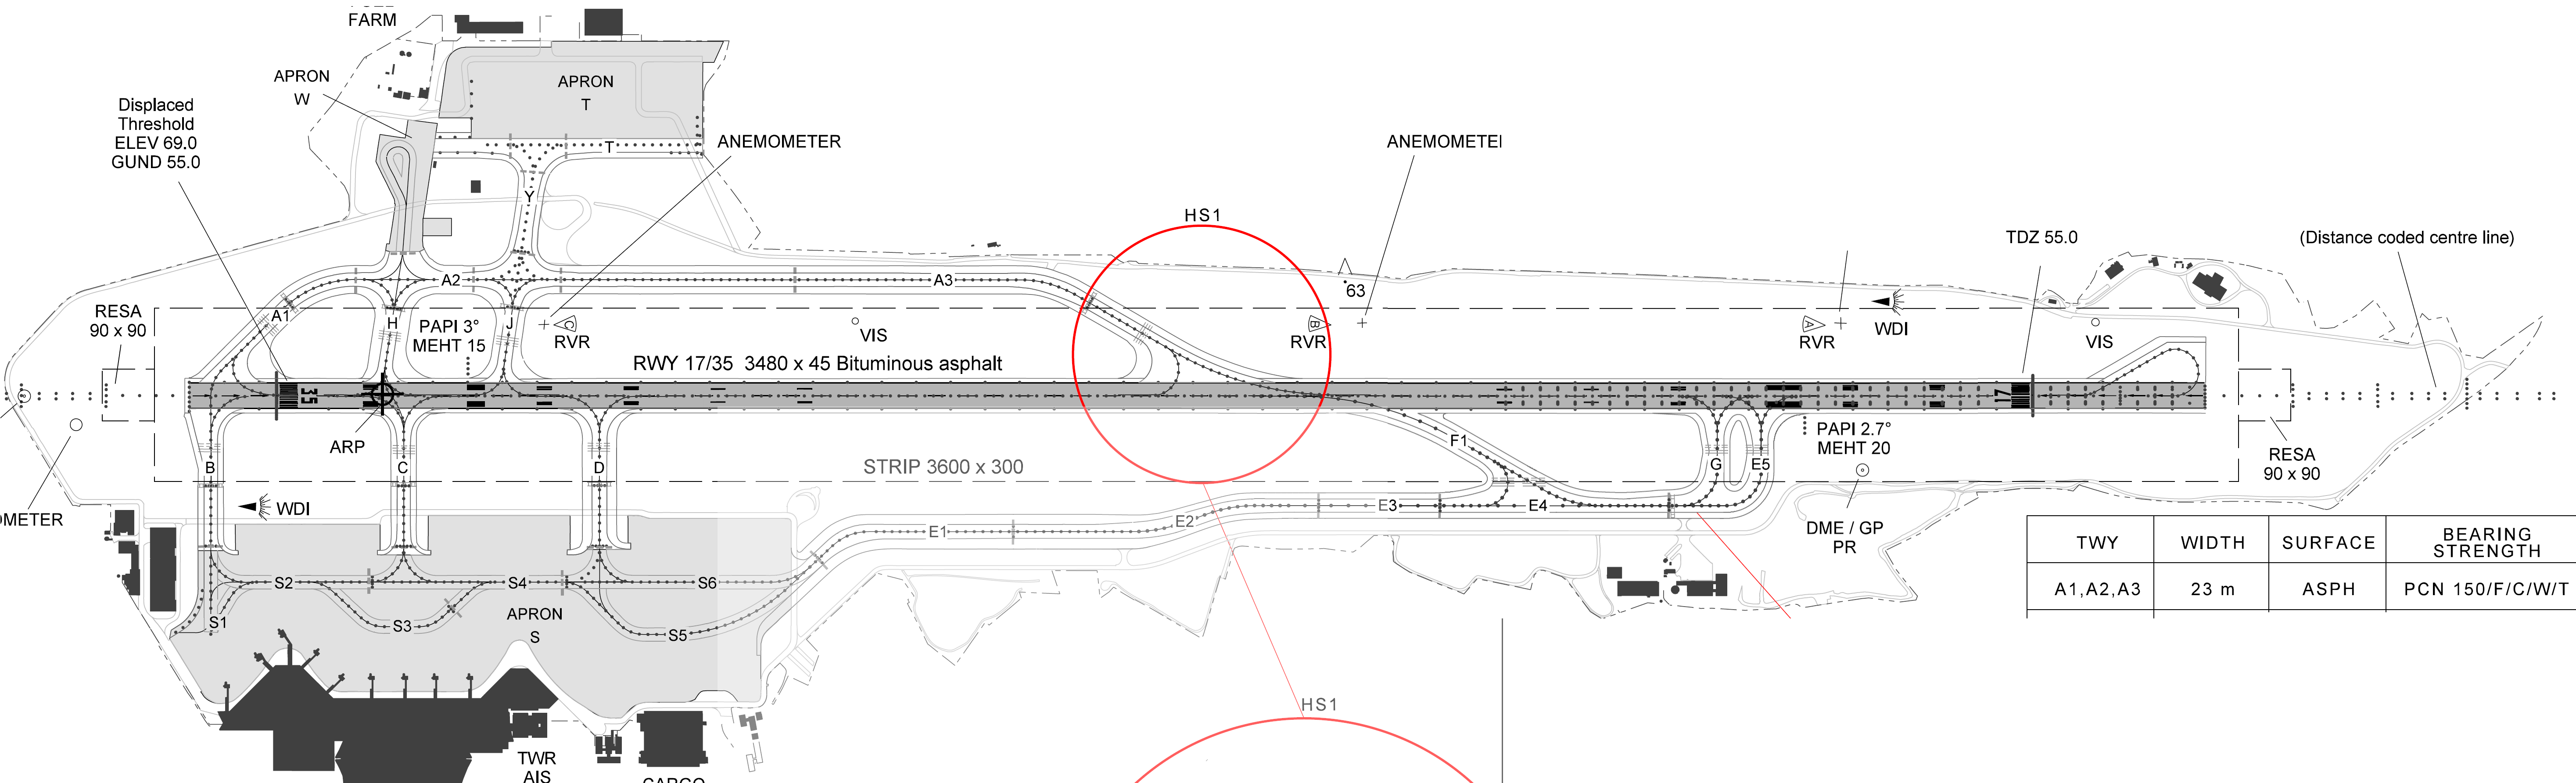 FARM
APRON
W
APRON
T
Displaced
Threshold
ELEV 69.0
GUND 55.0
ANEMOMETER
ANEMOMETE
T
Y
HS1
TDZ 55.0
(Distance coded centre line)
A2
A3
63
RESA
90 x 90
A1
H
PAPI 3°
MEHT 15
J
C
RVR
VIS
B
RVR
A
RVR
WDI
VIS
RWY 17/35 3480 x 45 Bituminous asphalt
35
17
ARP
F1
PAPI 2.7°
MEHT 20
B
C
D
STRIP 3600 x 300
G
E5
RESA
90 x 90
WDI
OMETER
E1
E2
E3
E4
DME / GP
PR
TWY
WIDTH
SURFACE
BEARING
STRENGTH
A1,A2,A3
23 m
ASPH
PCN 150/F/C/W/T
S2
S4
S6
S1
S3
APRON
S
S5
HS1
TWR
AIS
CARGO